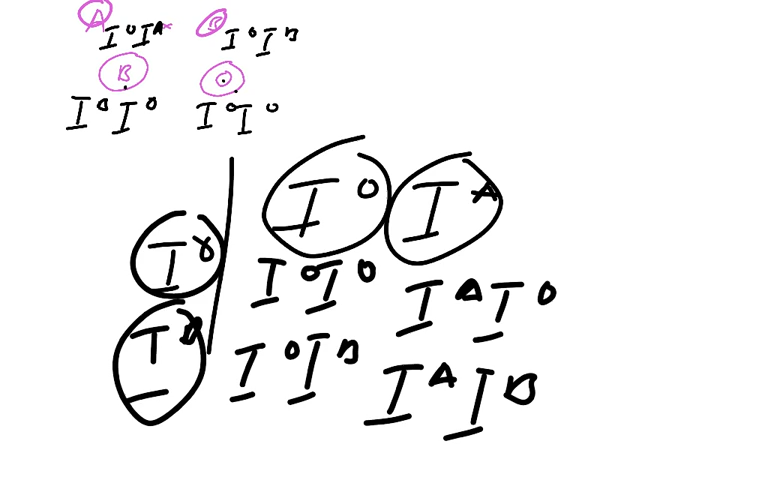 A B
IᴼIᴬ IᴼIᴮ
B O
IᴮIᴼ IᴼIᴼ
Iᴼ Iᴬ
Iᴼ IᴼIᴼ IᴬIᴼ
Iᴮ IᴼIᴮ IᴬIᴮ